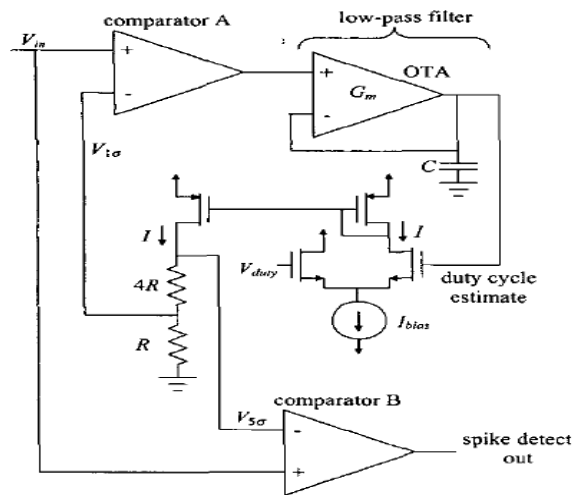 comparator A
low-pass filter
V_in
+
-
+
-
G_m
OTA
V_1σ
C
I
I
4R
R
V_duty
duty cycle
estimate
I_bias
comparator B
V_5σ
-
+
spike detect
out